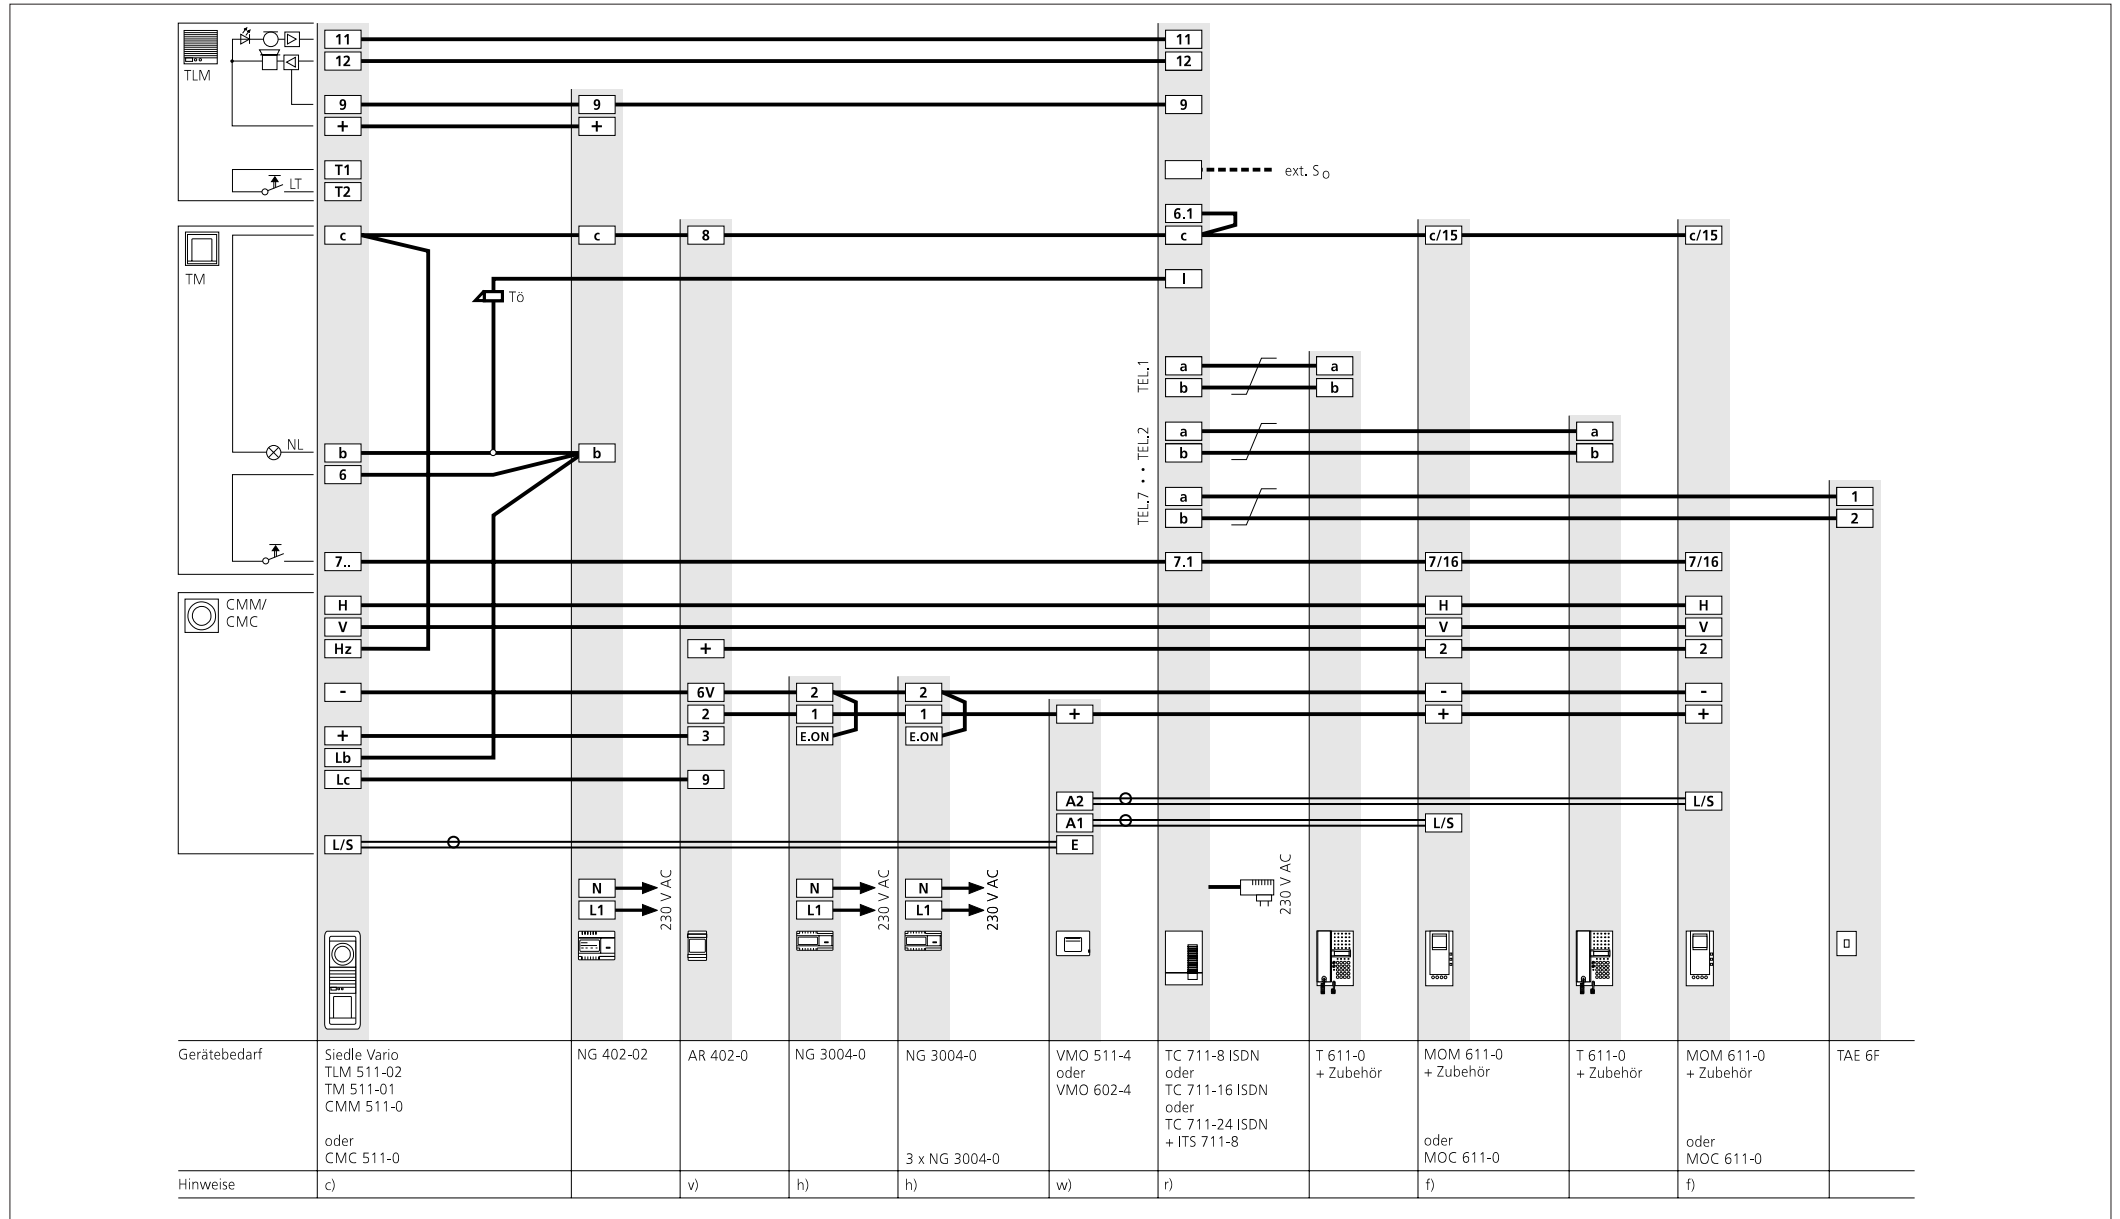 TLM
11
11
12
12
9
9
9
+
+
T1
LT
T2
ext. SO
6.1
TM
c
c
8
c
c/15
c/15
I
Tö
TEL.1
a
a
b
b
TEL.7 • • TEL.2
a
a
NL
b
b
b
b
6
a
1
b
2
7..
7.1
7/16
7/16
CMM/
CMC
H
H
H
V
V
V
Hz
+
2
2
-
6V
2
2
-
-
2
1
1
+
+
+
+
3
E.ON
E.ON
Lb
Lc
9
A2
L/S
A1
L/S
L/S
E
N
N
N
L1
L1
L1
230 V AC
230 V AC
230 V AC
230 V AC
Gerätebedarf
Siedle Vario
TLM 511-02
TM 511-01
CMM 511-0
oder
CMC 511-0
NG 402-02
AR 402-0
NG 3004-0
NG 3004-0
3 x NG 3004-0
VMO 511-4
oder
VMO 602-4
TC 711-8 ISDN
oder
TC 711-16 ISDN
oder
TC 711-24 ISDN
+ ITS 711-8
T 611-0
+ Zubehör
MOM 611-0
+ Zubehör
oder
MOC 611-0
T 611-0
+ Zubehör
MOM 611-0
+ Zubehör
oder
MOC 611-0
TAE 6F
Hinweise
c)
v)
h)
h)
w)
r)
f)
f)